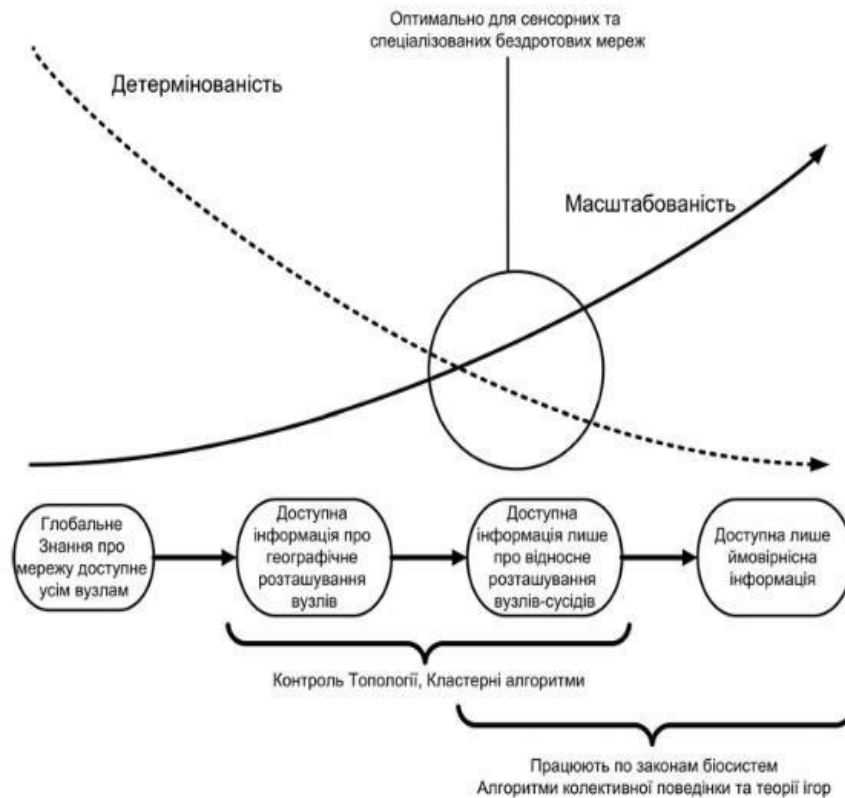 Оптимально для сенсорних та
спеціалізованих бездротових мереж
Детермінованість
Масштабованість
Глобальне
Знання про
мережу доступне
усім вузлам
Доступна
інформація про
географічне
розташування
вузлів
Доступна
інформація лише
про відносне
розташування
вузлів-сусідів
Доступна лише
ймовірнісна
інформація
Контроль Топології, Кластерні алгоритми
Працюють по законам біосистем
Алгоритми колективної поведінки та теорії ігор